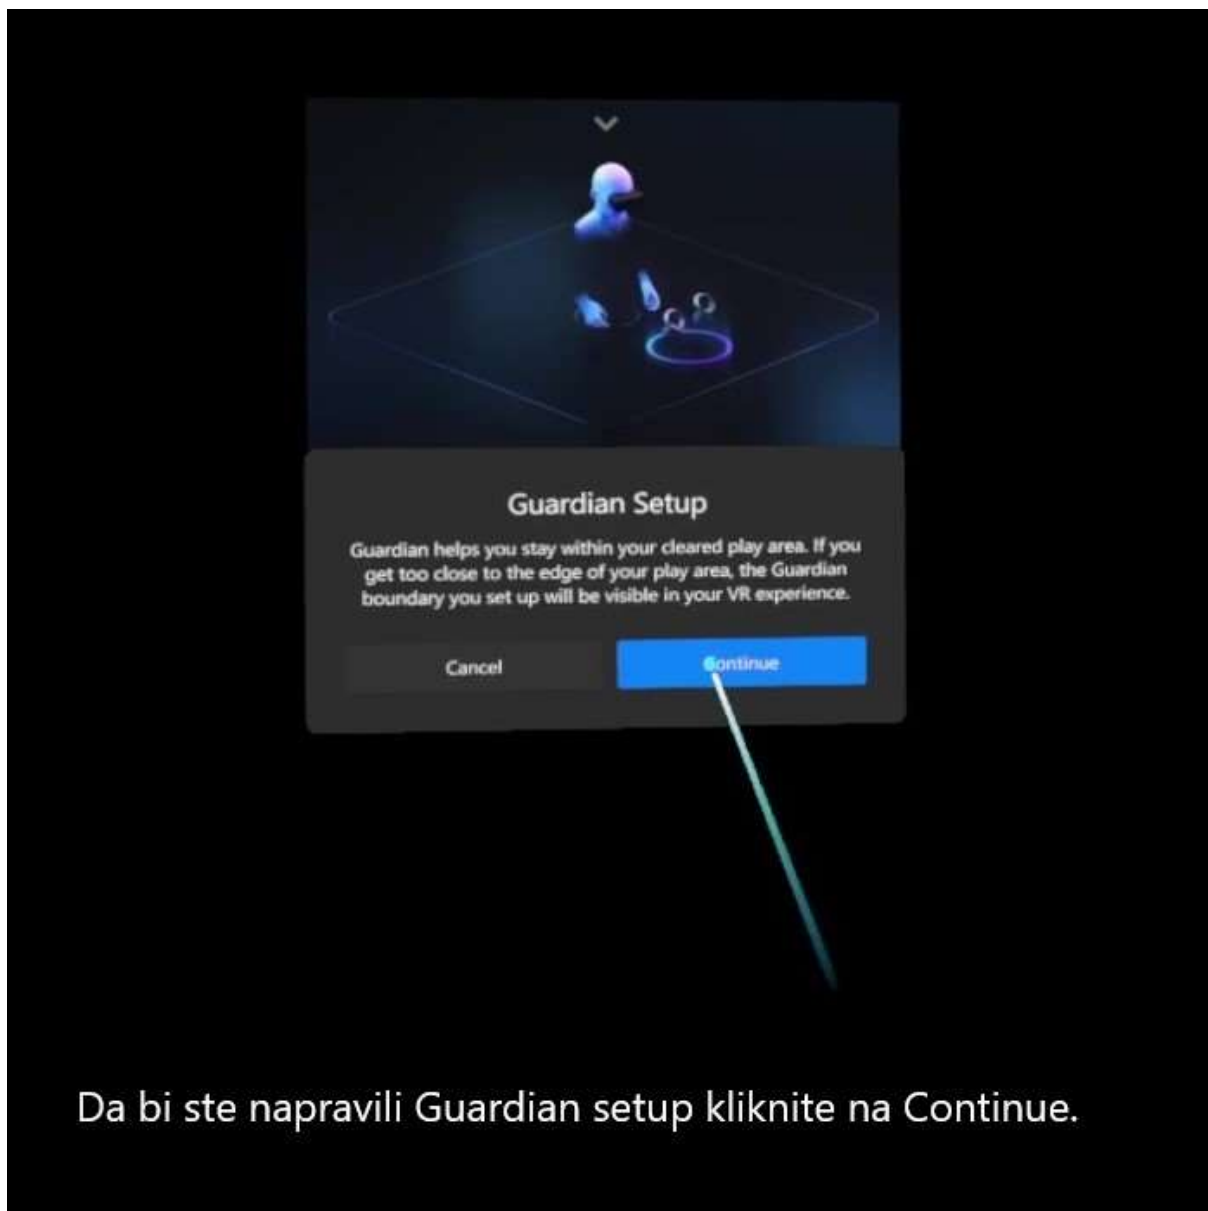 Guardian Setup
Guardian helps you stay within your cleared play area. If you
get too close to the edge of your play area, the Guardian
boundary you set up will be visible in your VR experience.
Cancel
Continue
Da bi ste napravili Guardian setup kliknite na Continue.